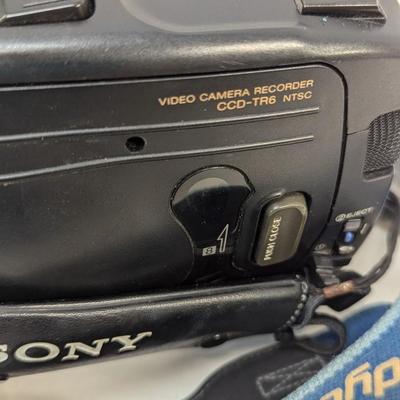 VIDEO CAMERA RECORDER
CCD-TR6 NTSC
EJECT
PUSH CLOSE
SONY